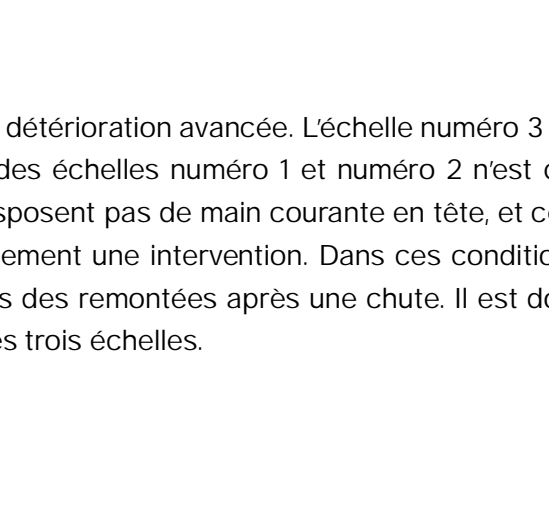 détérioration avancée. L'échelle numéro 3
des échelles numéro 1 et numéro 2 n'est
sposent pas de main courante en tête, et
ement une intervention. Dans ces conditio
s des remontées après une chute. Il est do
es trois échelles.